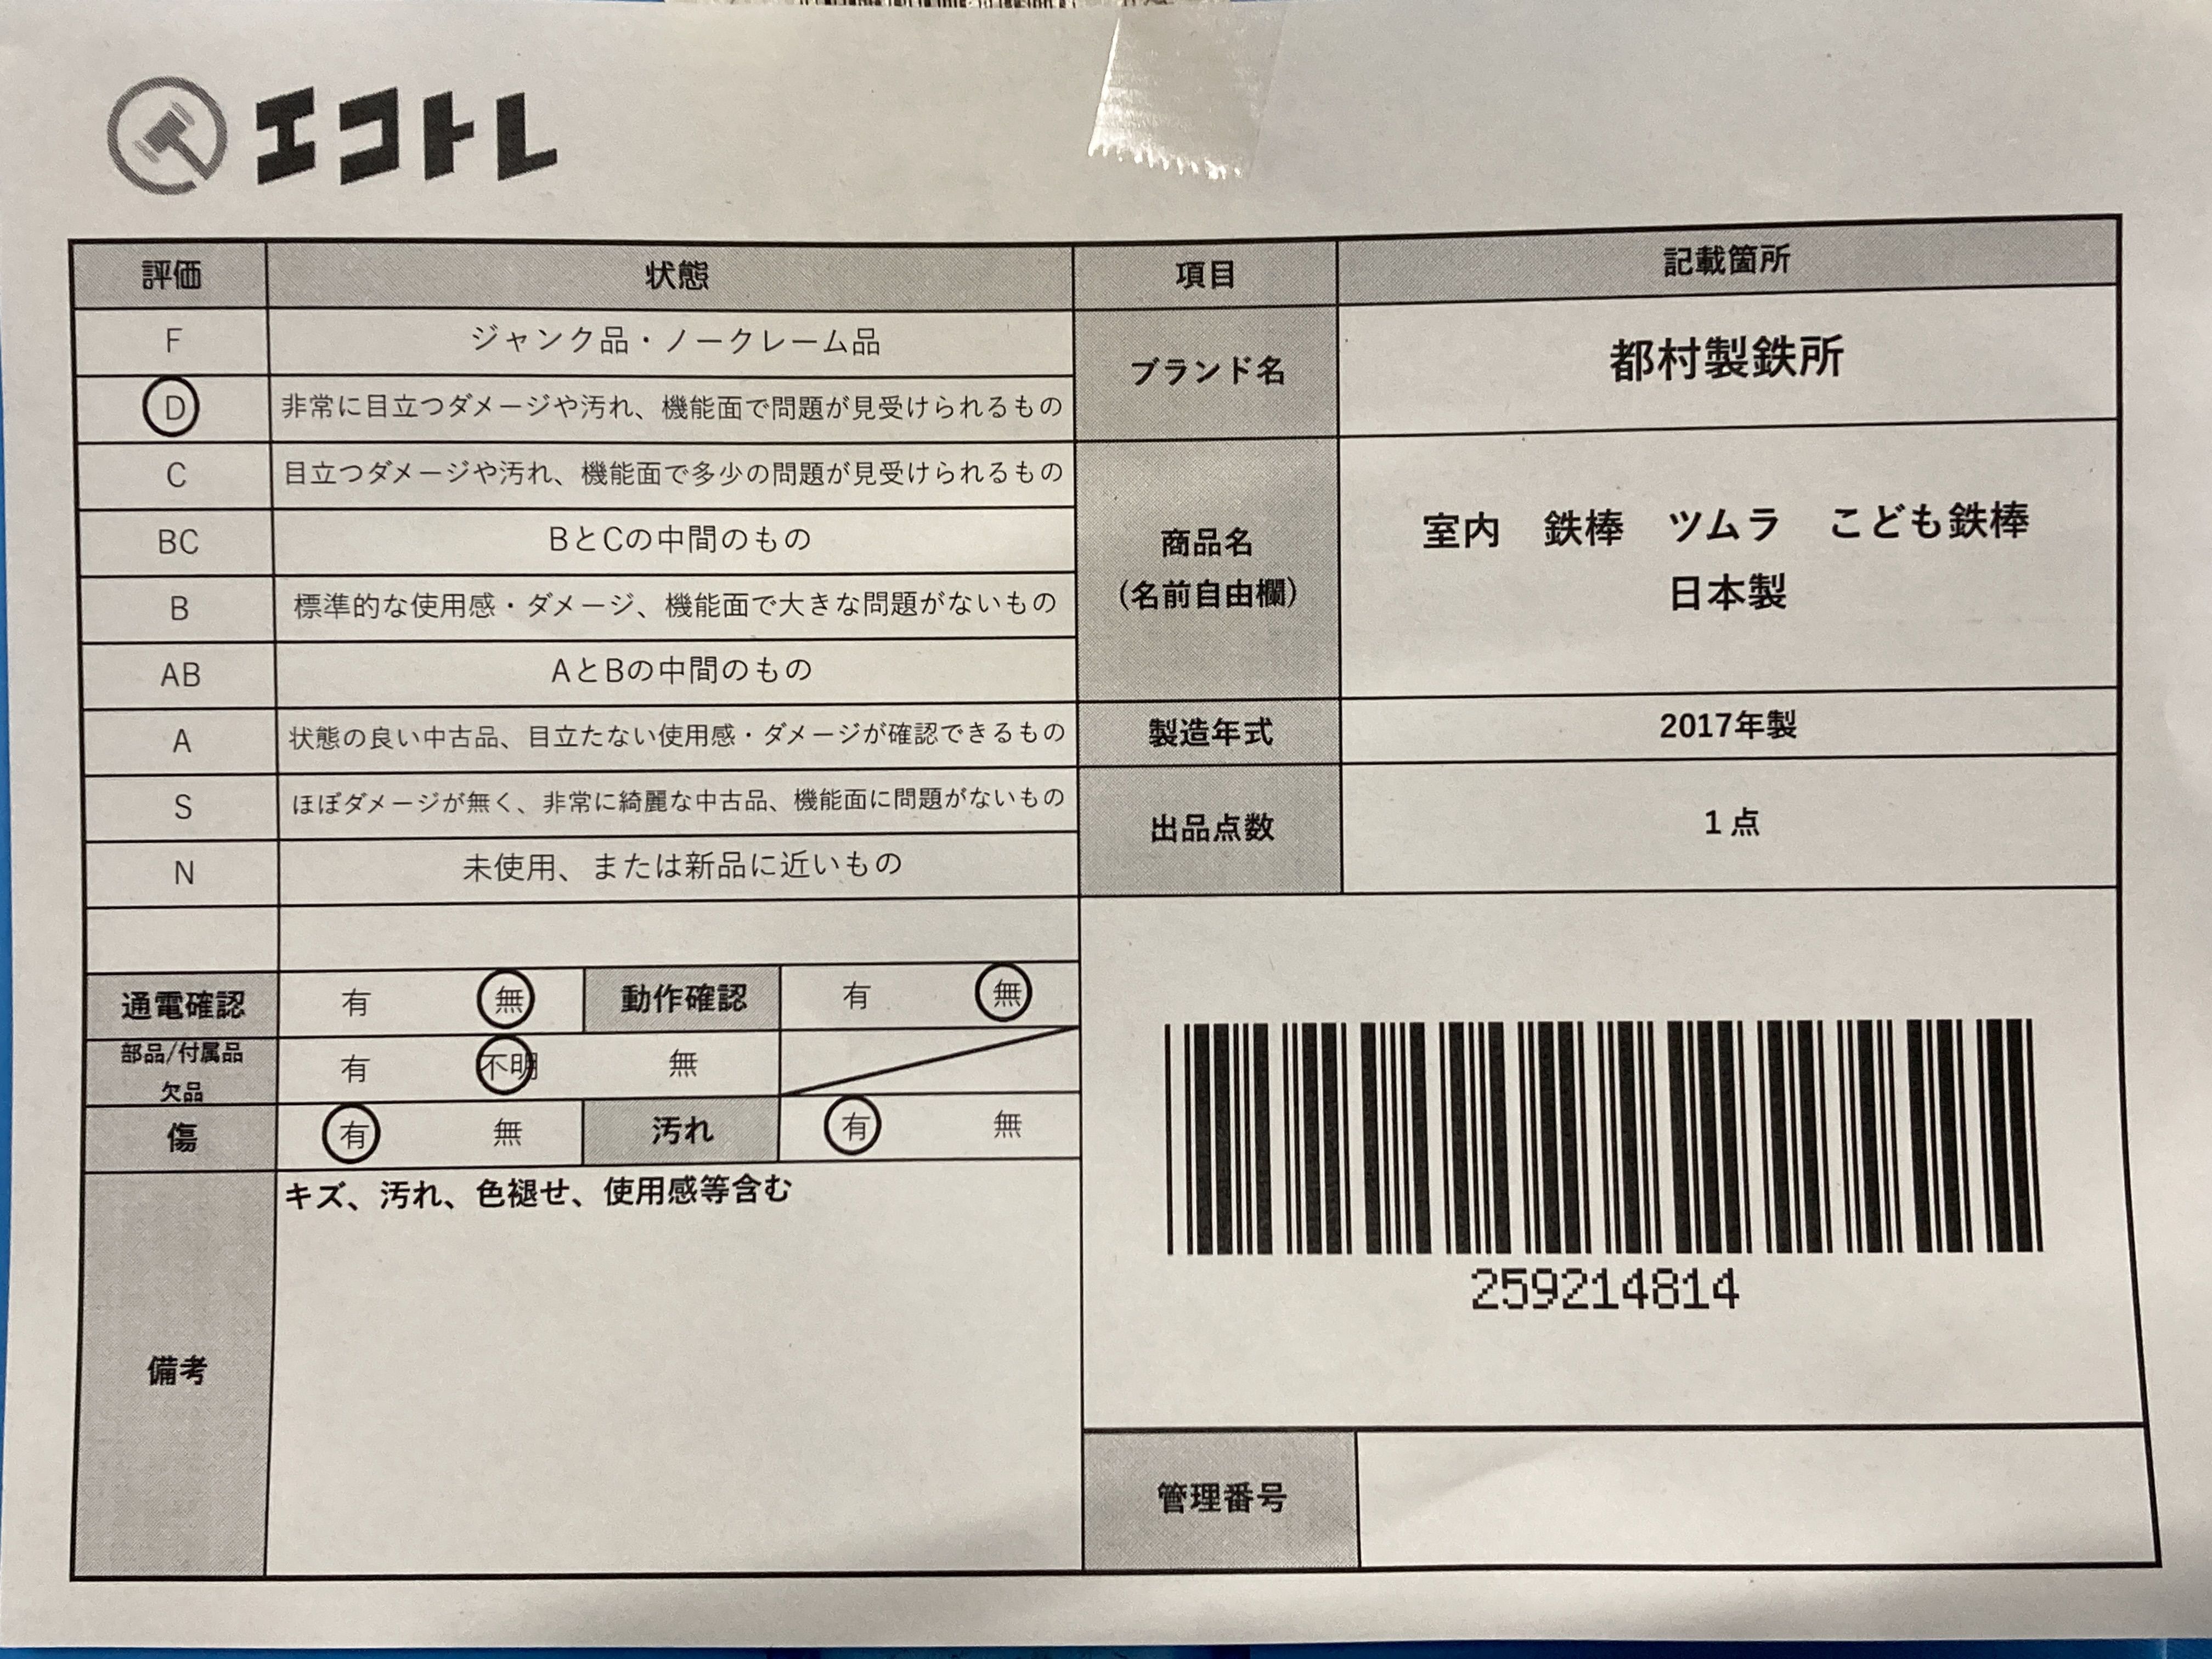 エコトレ
評価 状態 項目 記載箇所
F ジャンク品・ノークレーム品
D 非常に目立つダメージや汚れ、機能面で問題が見受けられるもの
ブランド名 都村製鉄所
C 目立つダメージや汚れ、機能面で多少の問題が見受けられるもの
BC BとCの中間のもの
B 標準的な使用感・ダメージ、機能面で大きな問題がないもの
AB AとBの中間のもの
商品名
(名前自由欄)
室内 鉄棒 ツムラ こども鉄棒
日本製
A 状態の良い中古品、目立たない使用感・ダメージが確認できるもの
製造年式 2017年製
S ほぼダメージが無く、非常に綺麗な中古品、機能面に問題がないもの
N 未使用、または新品に近いもの
出品点数 1点
通電確認 有 無 動作確認 有 無
部品/付属品
欠品
有 不明 無
傷 有 無 汚れ 有 無
備考
キズ、汚れ、色褪せ、使用感等含む
259214814
管理番号